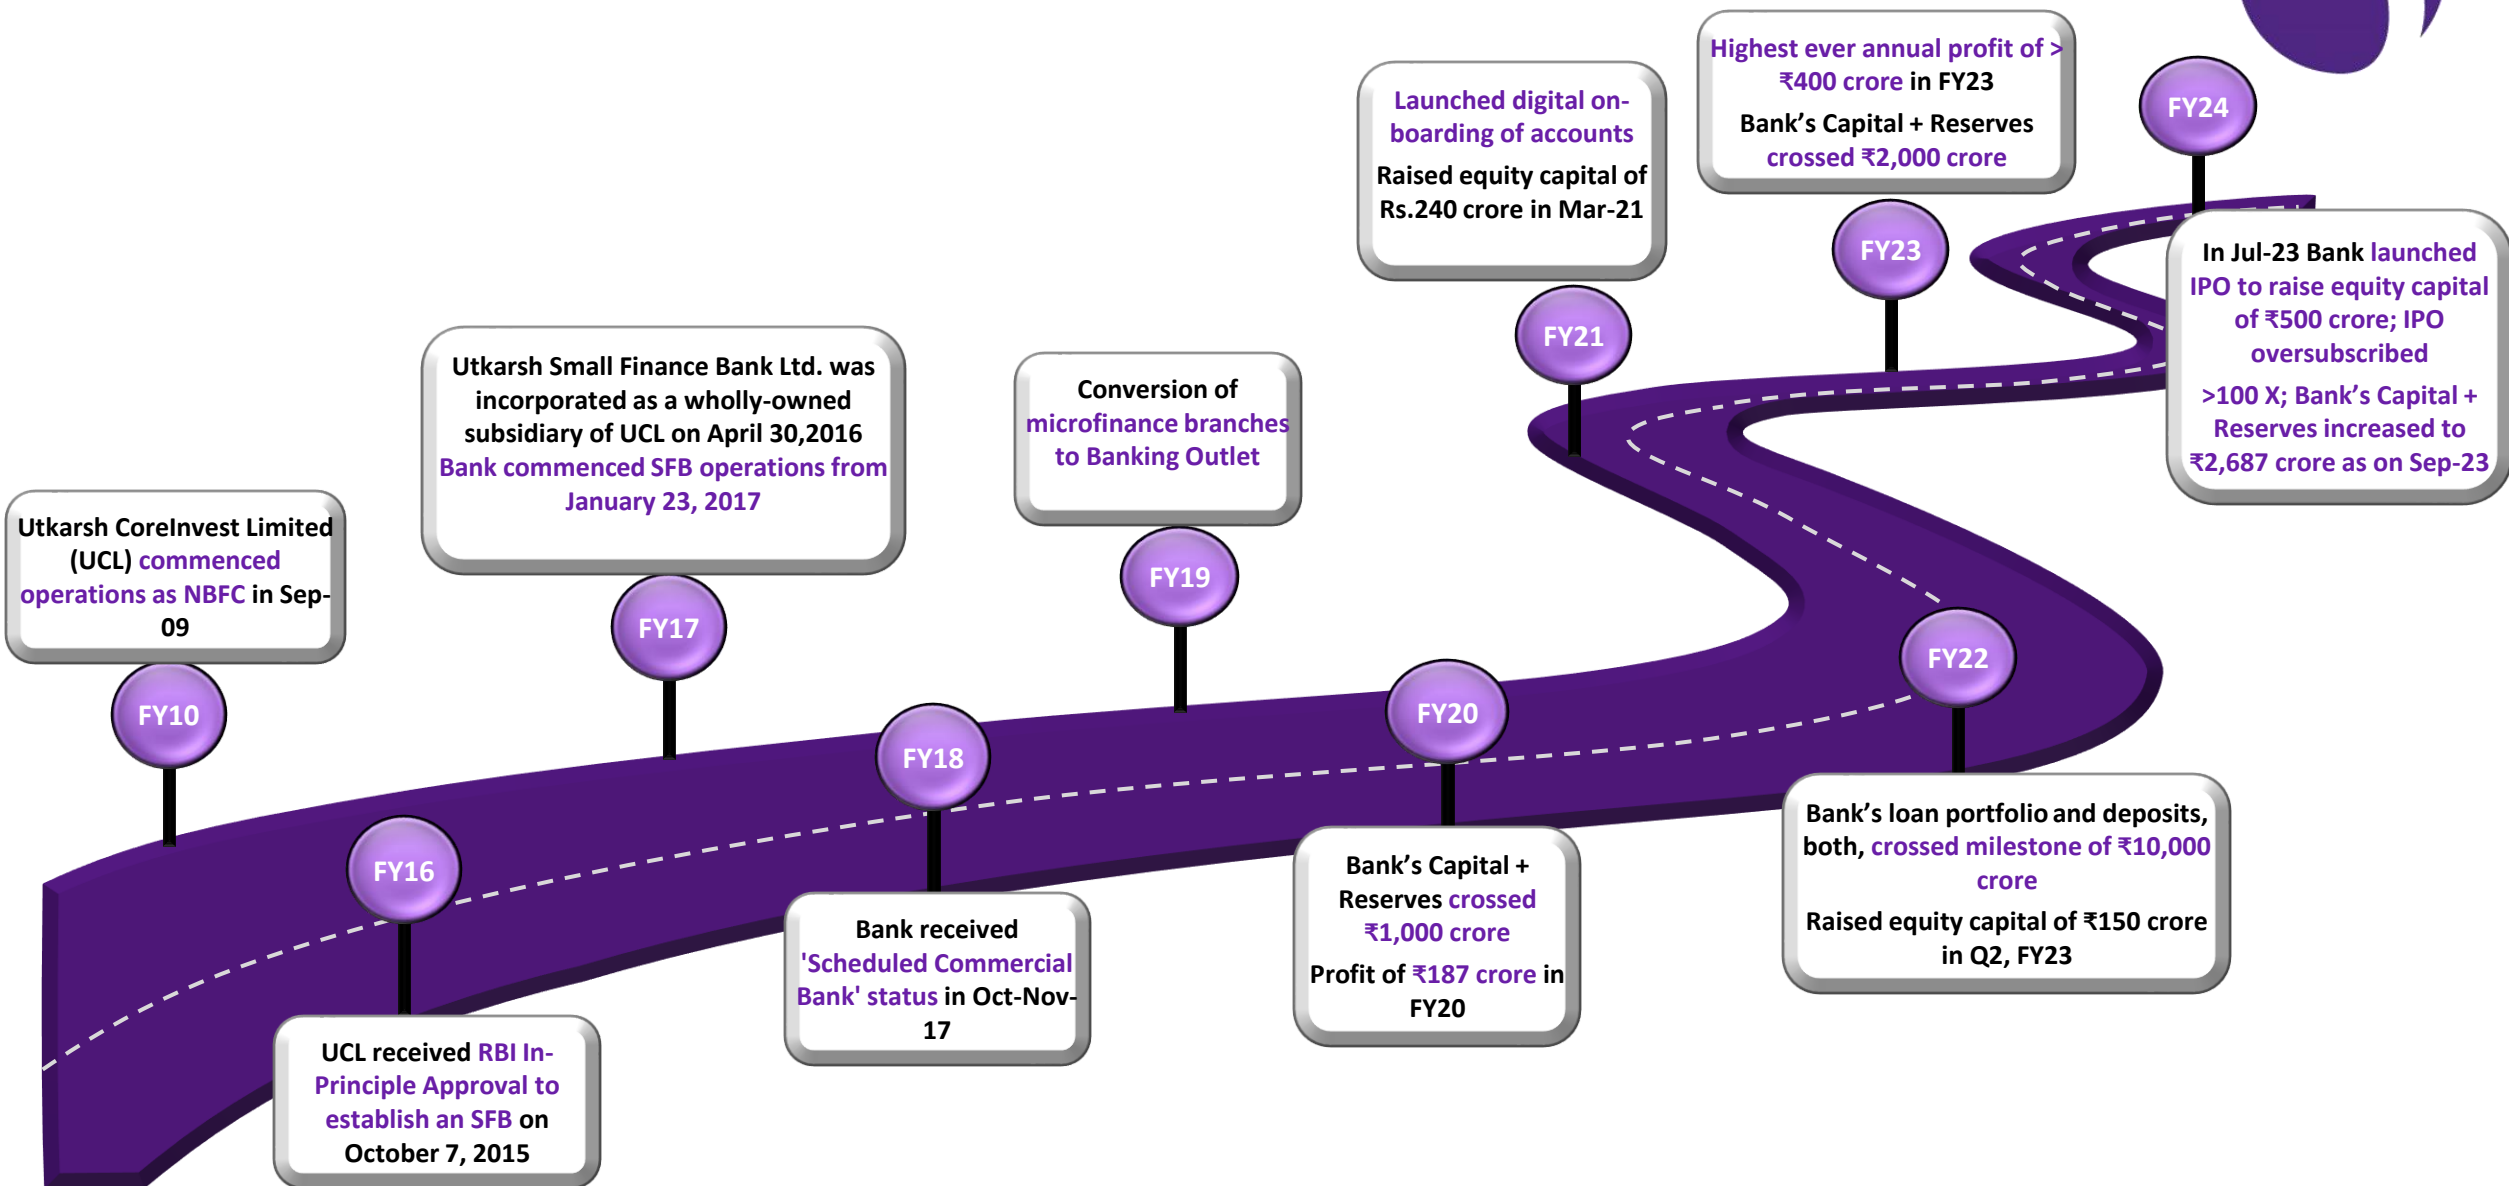 Utkarsh CoreInvest Limited
(UCL) commenced
operations as NBFC in Sep-
09
FY10
FY16
UCL received RBI In-
Principle Approval to
establish an SFB on
October 7, 2015
Utkarsh Small Finance Bank Ltd. was
incorporated as a wholly-owned
subsidiary of UCL on April 30,2016
Bank commenced SFB operations from
January 23, 2017
FY17
FY18
Bank received
'Scheduled Commercial
Bank' status in Oct-Nov-
17
Conversion of
microfinance branches
to Banking Outlet
FY19
FY20
Bank’s Capital +
Reserves crossed
₹1,000 crore
Profit of ₹187 crore in
FY20
Launched digital on-
boarding of accounts
Raised equity capital of
Rs.240 crore in Mar-21
FY21
FY22
Bank’s loan portfolio and deposits,
both, crossed milestone of ₹10,000
crore
Raised equity capital of ₹150 crore
in Q2, FY23
Highest ever annual profit of >
₹400 crore in FY23
Bank’s Capital + Reserves
crossed ₹2,000 crore
FY23
FY24
In Jul-23 Bank launched
IPO to raise equity capital
of ₹500 crore; IPO
oversubscribed
>100 X; Bank’s Capital +
Reserves increased to
₹2,687 crore as on Sep-23